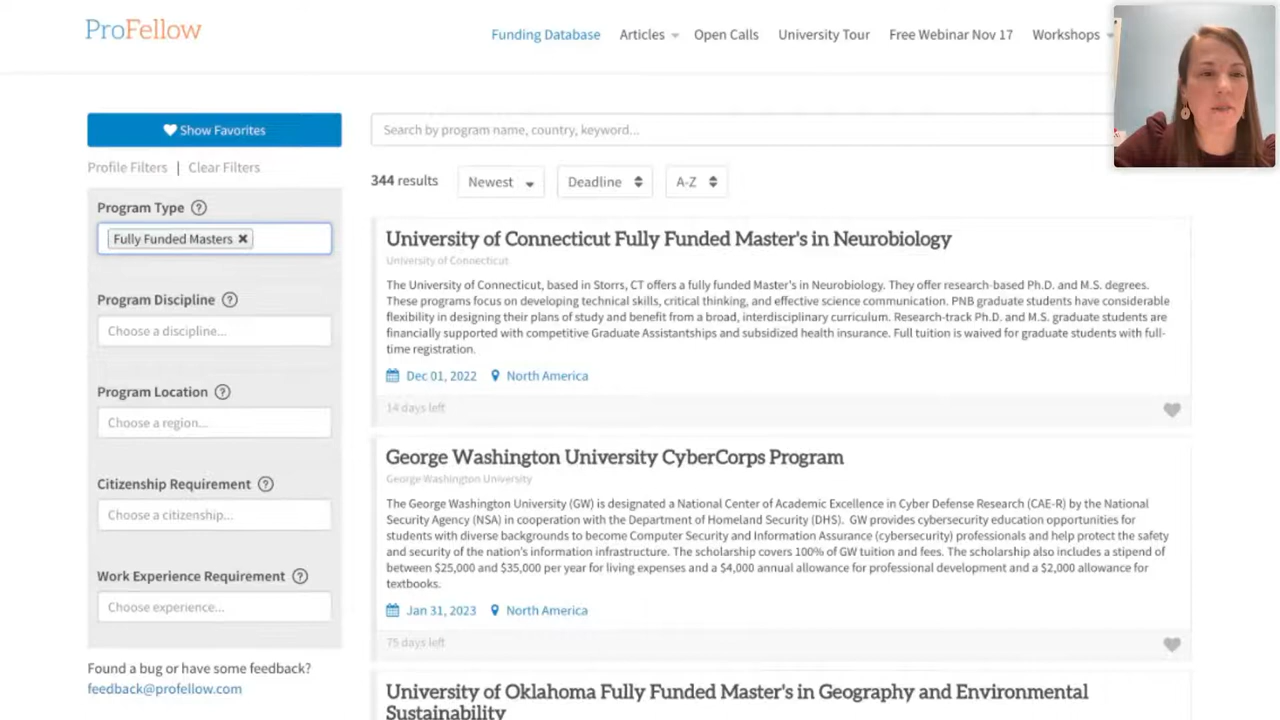 ProFellow
Funding Database
Articles
Open Calls
University Tour
Free Webinar Nov 17
Workshops
Show Favorites
Profile Filters | Clear Filters
Program Type ?
Fully Funded Masters ✖
Program Discipline ?
Choose a discipline...
Program Location ?
Choose a region...
Citizenship Requirement ?
Choose a citizenship...
Work Experience Requirement ?
Choose experience...
Found a bug or have some feedback?
feedback@profellow.com
Search by program name, country, keyword...
344 results
Newest
Deadline
A-Z
University of Connecticut Fully Funded Master's in Neurobiology
University of Connecticut
The University of Connecticut, based in Storrs, CT offers a fully funded Master's in Neurobiology. They offer research-based Ph.D. and M.S. degrees.
These programs focus on developing technical skills, critical thinking, and effective science communication. PNB graduate students have considerable
flexibility in designing their plans of study and benefit from a broad, interdisciplinary curriculum. Research-track Ph.D. and M.S. graduate students are
financially supported with competitive Graduate Assistantships and subsidized health insurance. Full tuition is waived for graduate students with full-
time registration.
Dec 01, 2022
North America
14 days left
George Washington University CyberCorps Program
George Washington University
The George Washington University (GW) is designated a National Center of Academic Excellence in Cyber Defense Research (CAE-R) by the National
Security Agency (NSA) in cooperation with the Department of Homeland Security (DHS). GW provides cybersecurity education opportunities for
students with diverse backgrounds to become Computer Security and Information Assurance (cybersecurity) professionals and help protect the safety
and security of the nation's information infrastructure. The scholarship covers 100% of GW tuition and fees. The scholarship also includes a stipend of
between $25,000 and $35,000 per year for living expenses and a $4,000 annual allowance for professional development and a $2,000 allowance for
textbooks.
Jan 31, 2023
North America
75 days left
University of Oklahoma Fully Funded Master's in Geography and Environmental
Sustainability